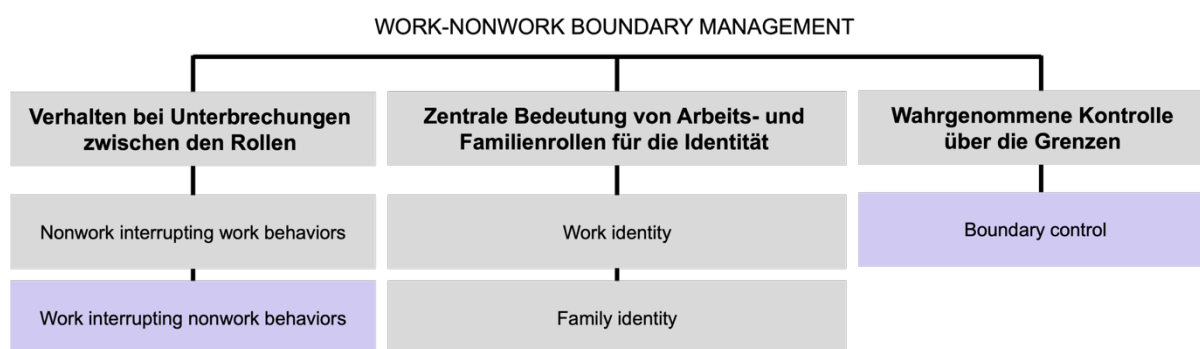 WORK-NONWORK BOUNDARY MANAGEMENT
Verhalten bei Unterbrechungen
zwischen den Rollen
Nonwork interrupting work behaviors
Work interrupting nonwork behaviors
Zentrale Bedeutung von Arbeits- und
Familienrollen für die Identität
Work identity
Family identity
Wahrgenommene Kontrolle
über die Grenzen
Boundary control